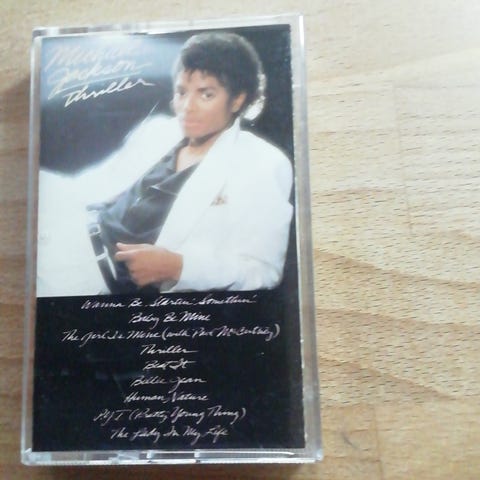 Michael
Jackson
Thriller
Wanna Be Startin' Somethin'
Baby Be Mine
The Girl Is Mine (with Paul McCartney)
Thriller
Beat It
Billie Jean
Human Nature
P.Y.T. (Pretty Young Thing)
The Lady In My Life